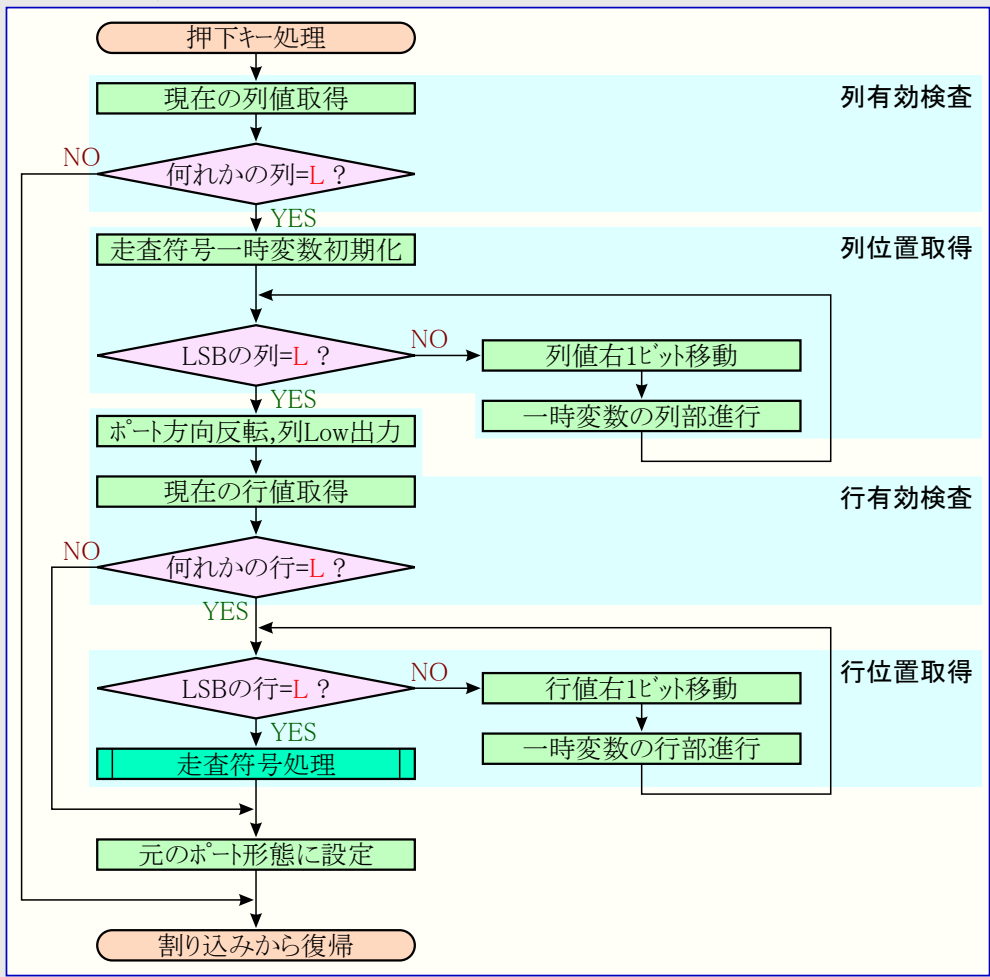 押下キー処理
現在の列値取得
列有効検査
NO
何れかの列=L ?
YES
走査符号一時変数初期化
列位置取得
LSBの列=L ?
NO
列値右1ビット移動
YES
一時変数の列部進行
ポート方向反転,列Low出力
現在の行値取得
行有効検査
NO
何れかの行=L ?
YES
LSBの行=L ?
NO
行値右1ビット移動
行位置取得
YES
一時変数の行部進行
走査符号処理
元のポート形態に設定
割り込みから復帰